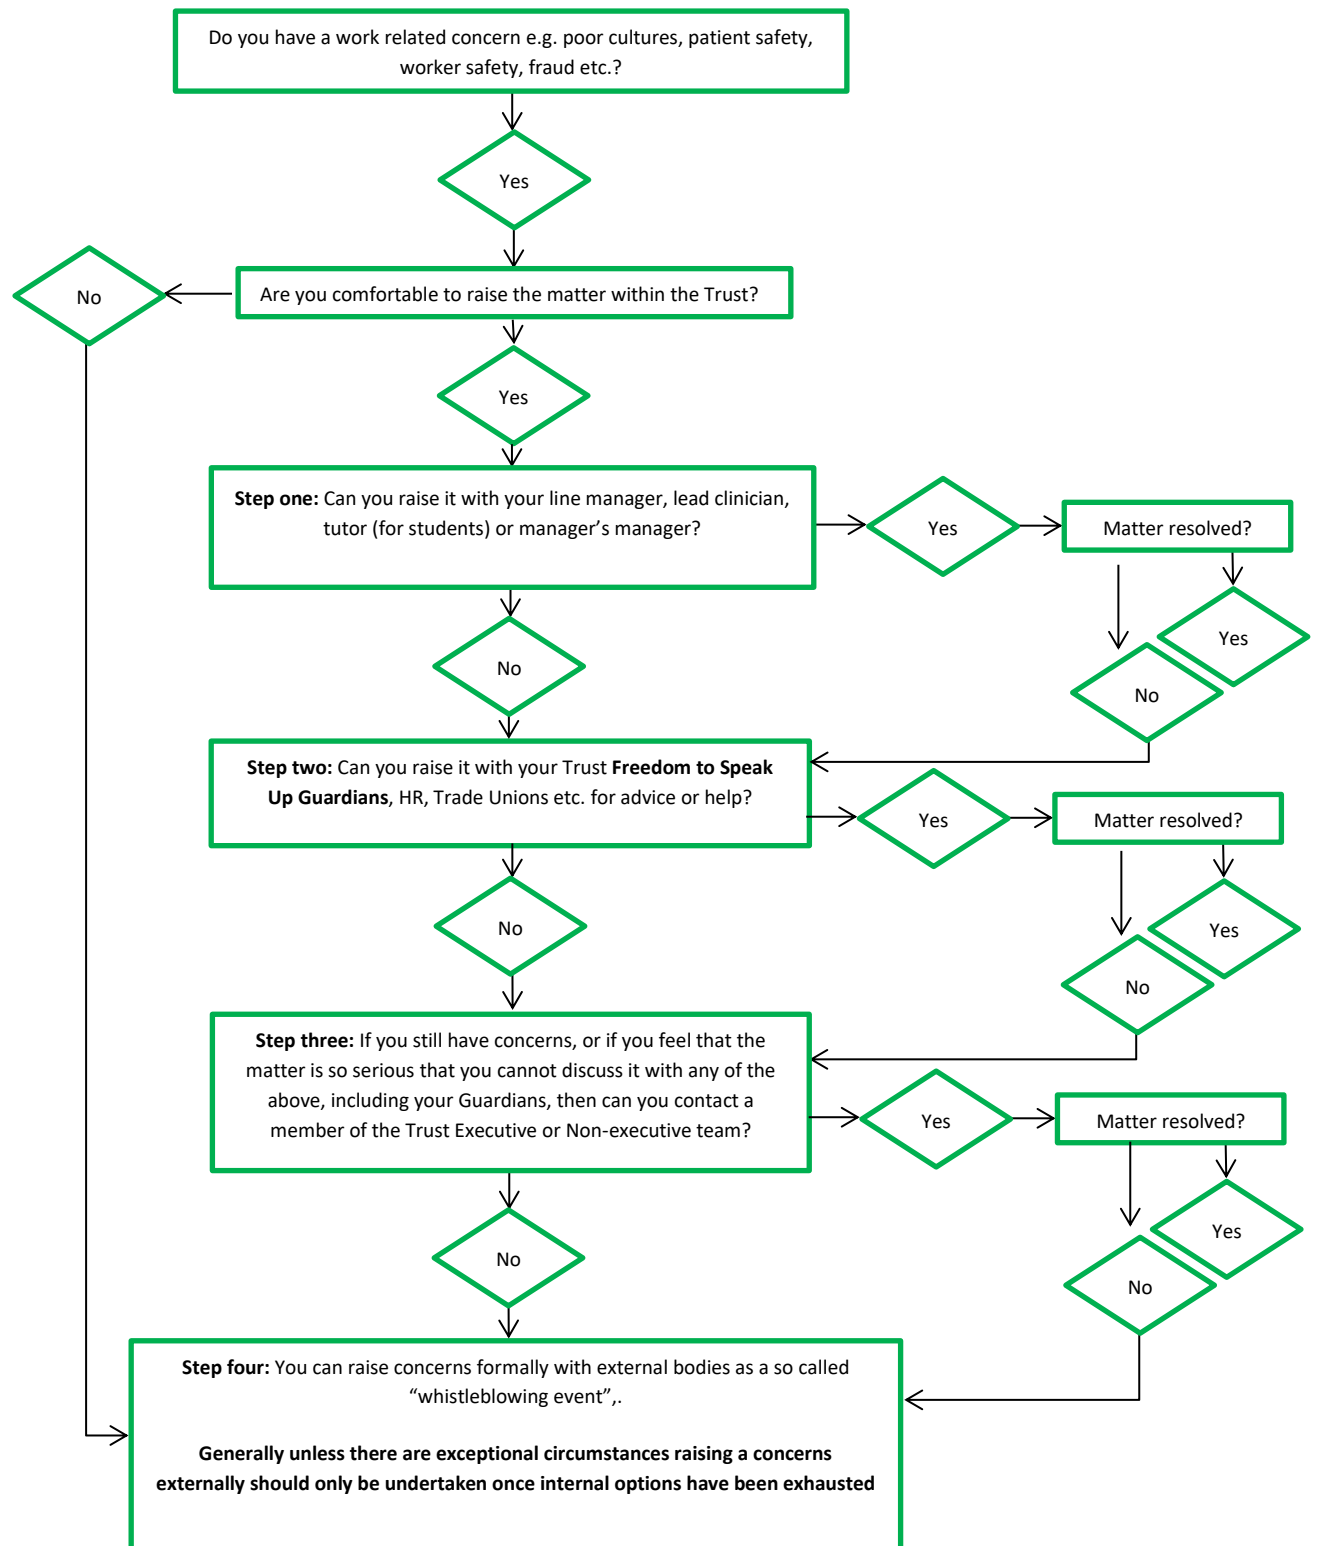 Do you have a work related concern e.g. poor cultures, patient safety,
worker safety, fraud etc.?
Yes
No
Are you comfortable to raise the matter within the Trust?
Yes
Step one: Can you raise it with your line manager, lead clinician,
tutor (for students) or manager’s manager?
Yes
Matter resolved?
Yes
No
No
Step two: Can you raise it with your Trust Freedom to Speak
Up Guardians, HR, Trade Unions etc. for advice or help?
Yes
Matter resolved?
Yes
No
No
Step three: If you still have concerns, or if you feel that the
matter is so serious that you cannot discuss it with any of the
above, including your Guardians, then can you contact a
member of the Trust Executive or Non-executive team?
Yes
Matter resolved?
Yes
No
No
Step four: You can raise concerns formally with external bodies as a so called
“whistleblowing event”,.
Generally unless there are exceptional circumstances raising a concerns
externally should only be undertaken once internal options have been exhausted